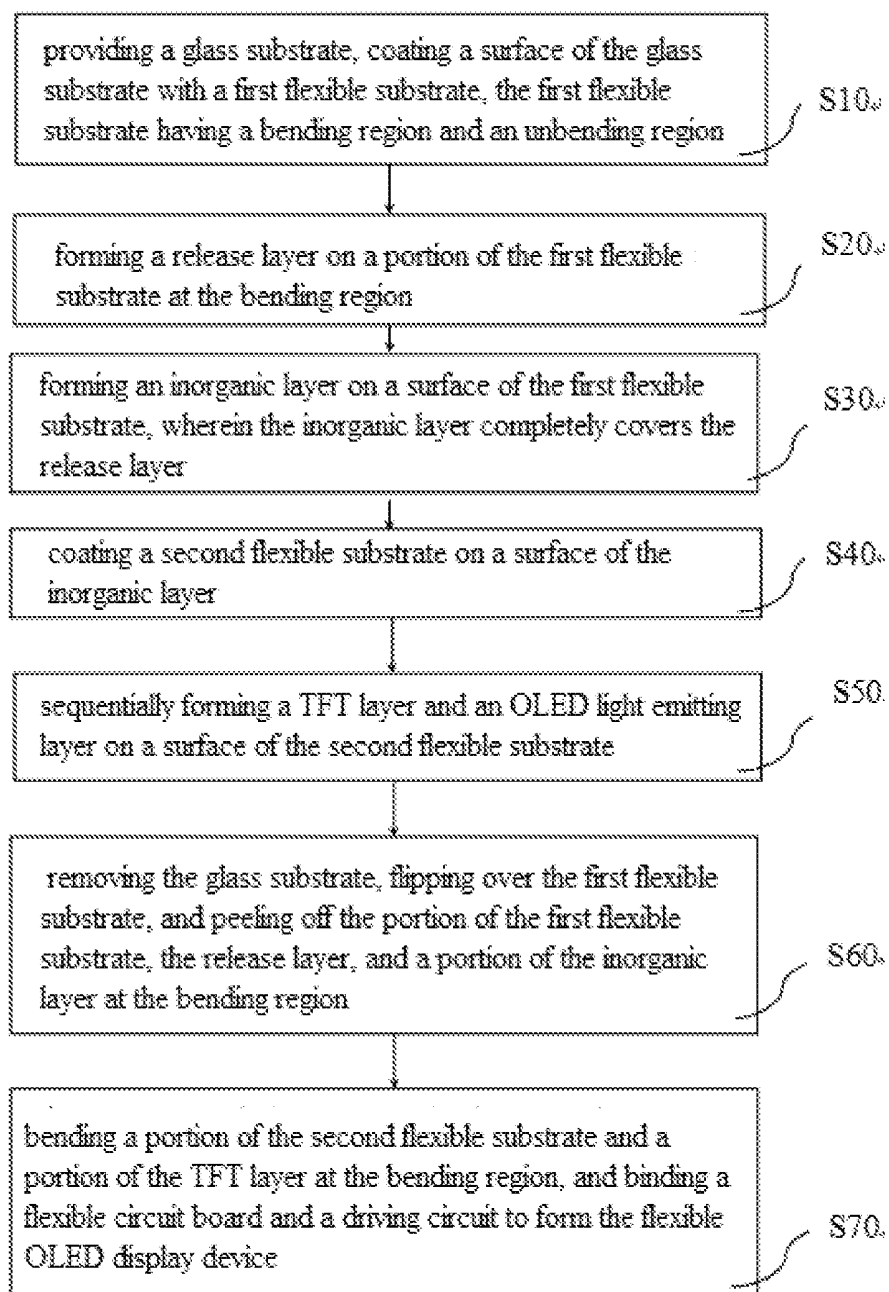 providing a glass substrate, coating a surface of the glass
substrate with a first flexible substrate, the first flexible
substrate having a bending region and an unbending region
S10
forming a release layer on a portion of the first flexible
substrate at the bending region
S20
forming an inorganic layer on a surface of the first flexible
substrate, wherein the inorganic layer completely covers the
release layer
S30
coating a second flexible substrate on a surface of the
inorganic layer
S40
sequentially forming a TFT layer and an OLED light emitting
layer on a surface of the second flexible substrate
S50
removing the glass substrate, flipping over the first flexible
substrate, and peeling off the portion of the first flexible
substrate, the release layer, and a portion of the inorganic
layer at the bending region
S60
bending a portion of the second flexible substrate and a
portion of the TFT layer at the bending region, and binding a
flexible circuit board and a driving circuit to form the flexible
OLED display device
S70